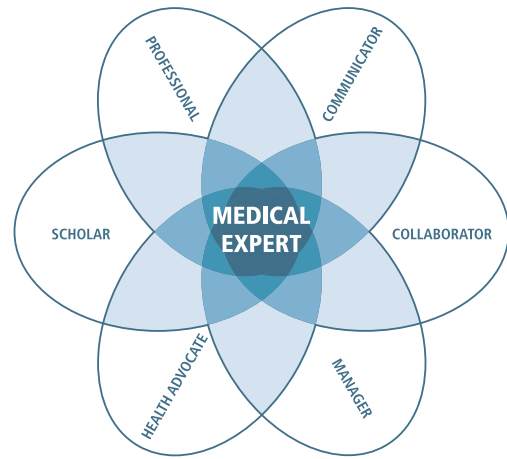 PROFESSIONAL
COMMUNICATOR
SCHOLAR
MEDICAL
EXPERT
COLLABORATOR
HEALTH ADVOCATE
MANAGER